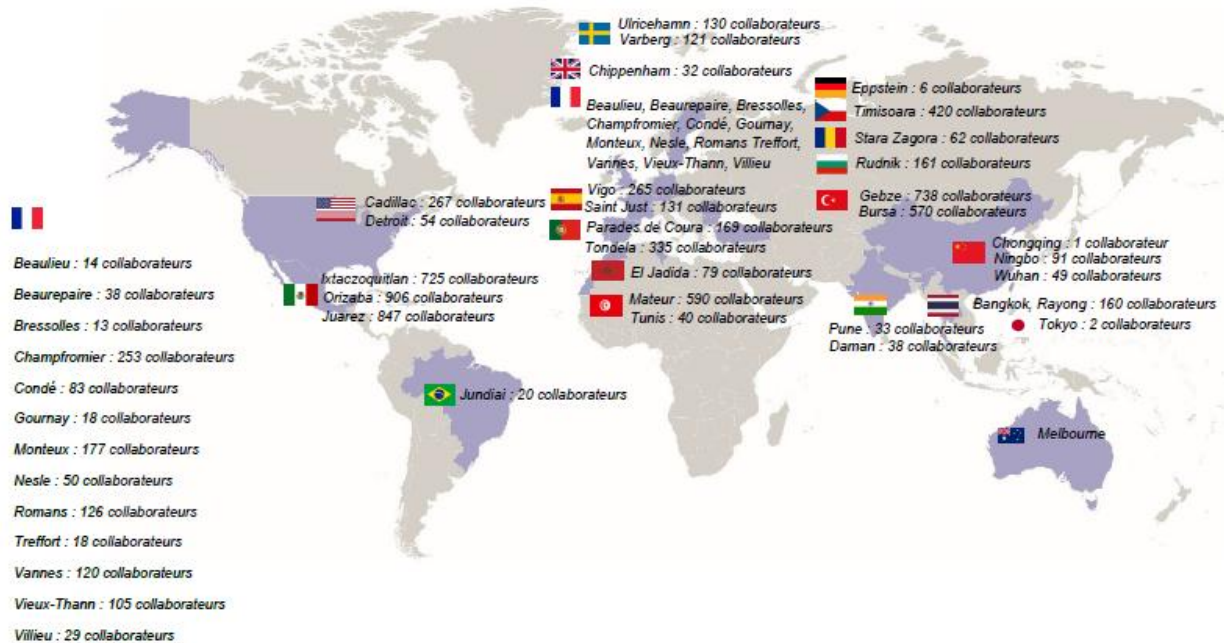 Ulricehamn : 130 collaborateurs
Varberg : 121 collaborateurs
Chippenham : 32 collaborateurs
Beaulieu, Beaurepaire, Bressolles,
Champfromier, Condé, Gournay,
Monteux, Nesle, Romans Treffort,
Vannes, Vieux-Thann, Villieu
Eppstein : 6 collaborateurs
Timisoara : 420 collaborateurs
Stara Zagora : 62 collaborateurs
Rudnik : 161 collaborateurs
Cadillac : 267 collaborateurs
Detroit : 54 collaborateurs
Vigo : 265 collaborateurs
Saint Just : 131 collaborateurs
Parades de Coura : 169 collaborateurs
Tondela : 335 collaborateurs
Gebze : 738 collaborateurs
Bursa : 570 collaborateurs
Chongqing : 1 collaborateur
Ningbo : 91 collaborateurs
Wuhan : 49 collaborateurs
Ixtaczoquitlan : 725 collaborateurs
Orizaba : 906 collaborateurs
Juarez : 847 collaborateurs
El Jadida : 79 collaborateurs
Mateur : 590 collaborateurs
Tunis : 40 collaborateurs
Bangkok, Rayong : 160 collaborateurs
Tokyo : 2 collaborateurs
Pune : 33 collaborateurs
Daman : 38 collaborateurs
Jundiai : 20 collaborateurs
Melbourne
Beaulieu : 14 collaborateurs
Beaurepaire : 38 collaborateurs
Bressolles : 13 collaborateurs
Champfromier : 253 collaborateurs
Condé : 83 collaborateurs
Gournay : 18 collaborateurs
Monteux : 177 collaborateurs
Nesle : 50 collaborateurs
Romans : 126 collaborateurs
Treffort : 18 collaborateurs
Vannes : 120 collaborateurs
Vieux-Thann : 105 collaborateurs
Villieu : 29 collaborateurs